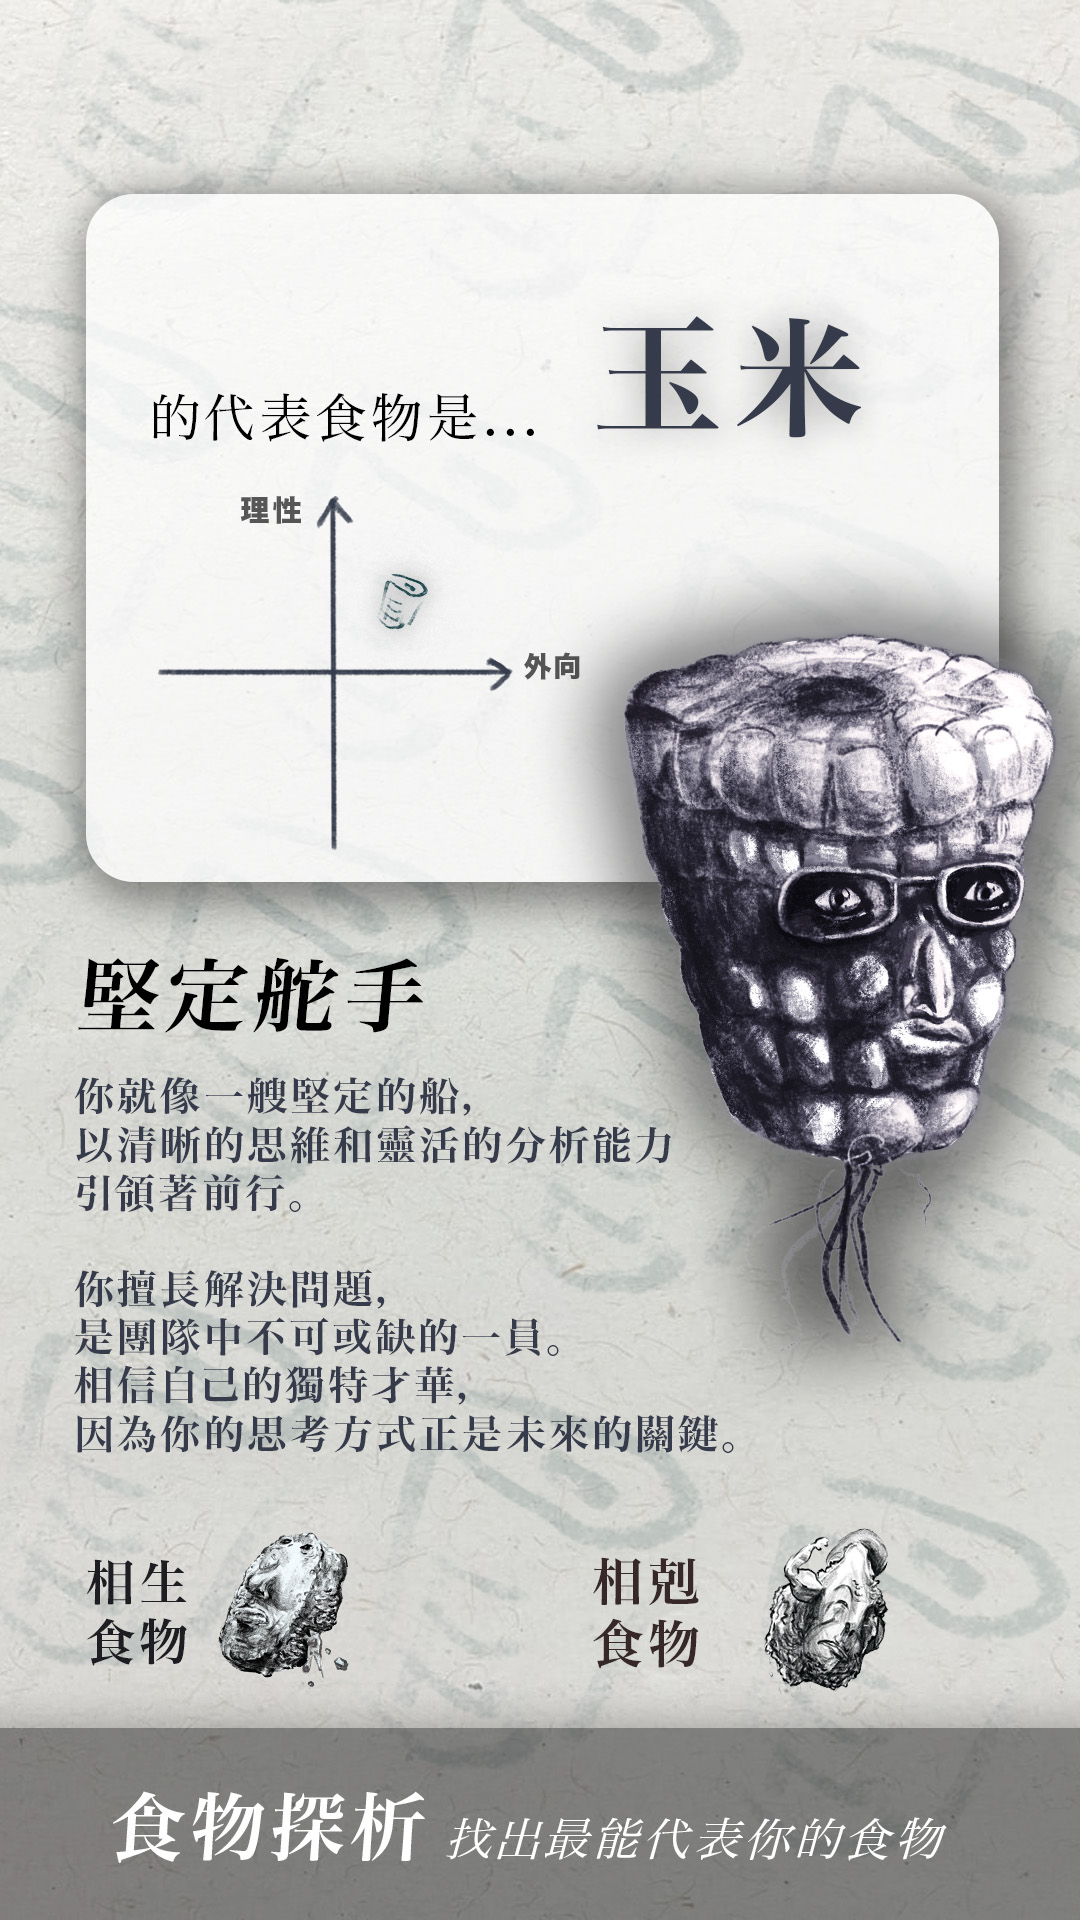 玉米
的代表食物是...
理性
外向
堅定舵手
你就像一艘堅定的船,
以清晰的思維和靈活的分析能力
引領著前行。
你擅長解決問題,
是團隊中不可或缺的一員。
相信自己的獨特才華,
因為你的思考方式正是未來的關鍵。
相生
食物
相剋
食物
食物探析 找出最能代表你的食物